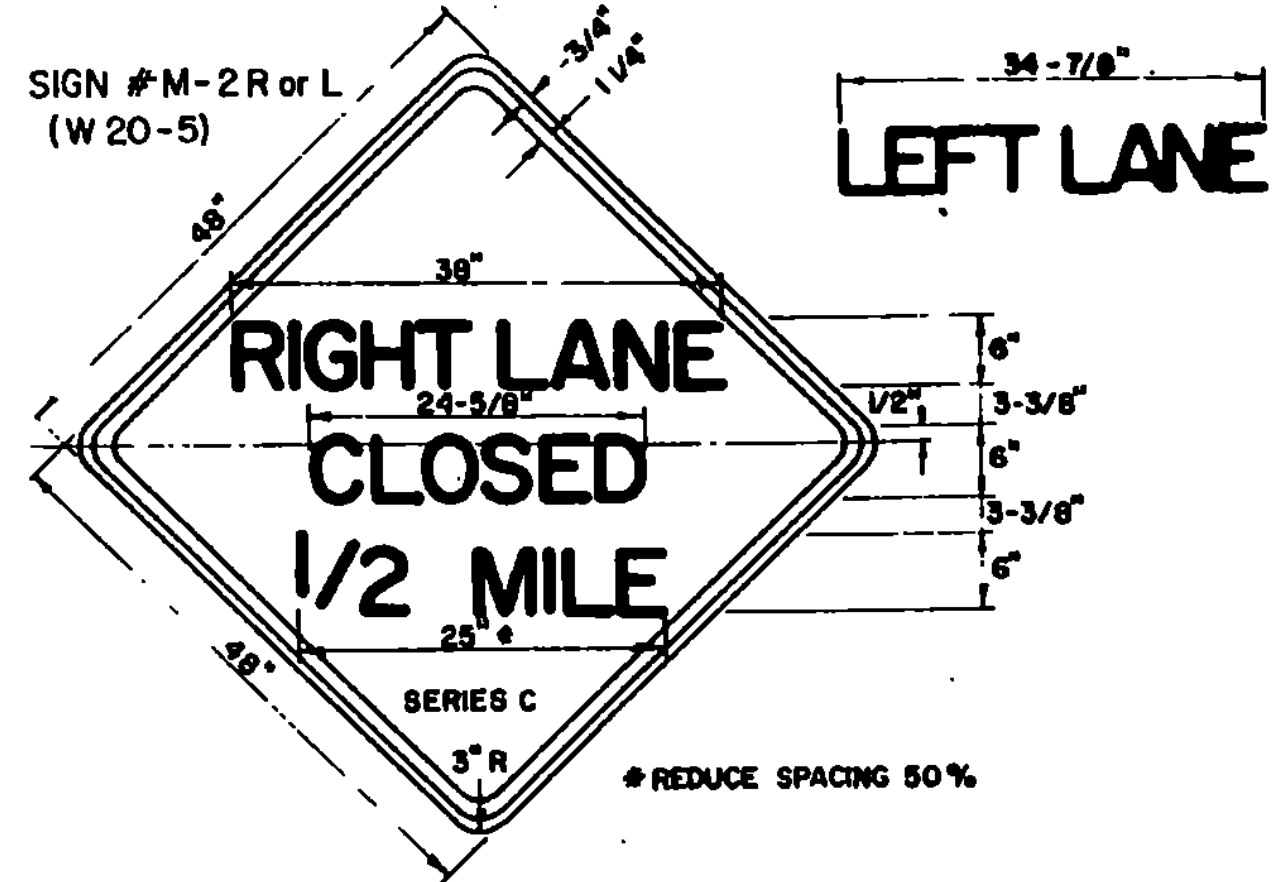 SIGN # M-2 R or L
(W 20-5)
-3/4"
1 1/4"
34-7/8"
LEFT LANE
48"
38"
RIGHT LANE
24-5/8"
CLOSED
1/2 MILE
25" *
SERIES C
3" R
48"
6"
1/2"
3-3/8"
6"
3-3/8"
6"
* REDUCE SPACING 50%